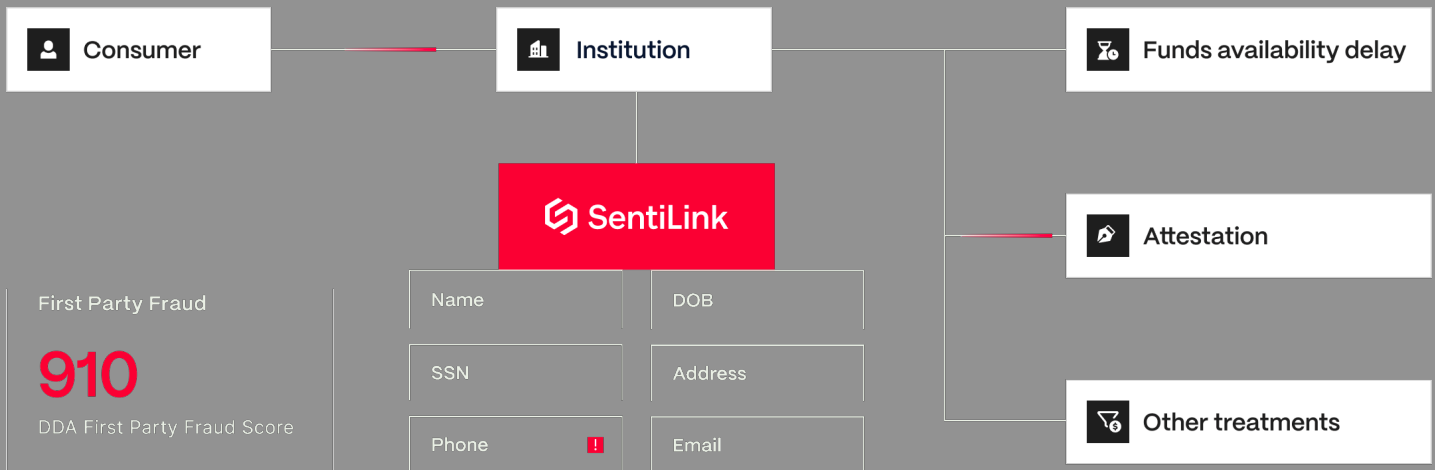 Consumer
Institution
Funds availability delay
SentiLink
Attestation
First Party Fraud
910
DDA First Party Fraud Score
Name
DOB
SSN
Address
Phone
!
Email
Other treatments